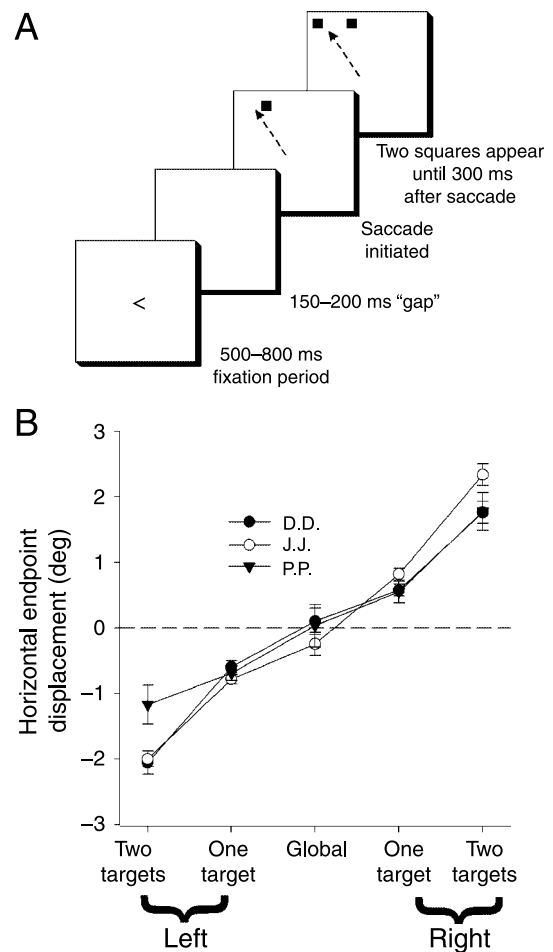 A
Two squares appear
until 300 ms
after saccade
Saccade
initiated
150–200 ms “gap”
<
500–800 ms
fixation period
B
Horizontal endpoint
displacement (deg)
3
2
1
0
−1
−2
−3
D.D.
J.J.
P.P.
Two
targets
One
target
Global
One
target
Two
targets
Left
Right